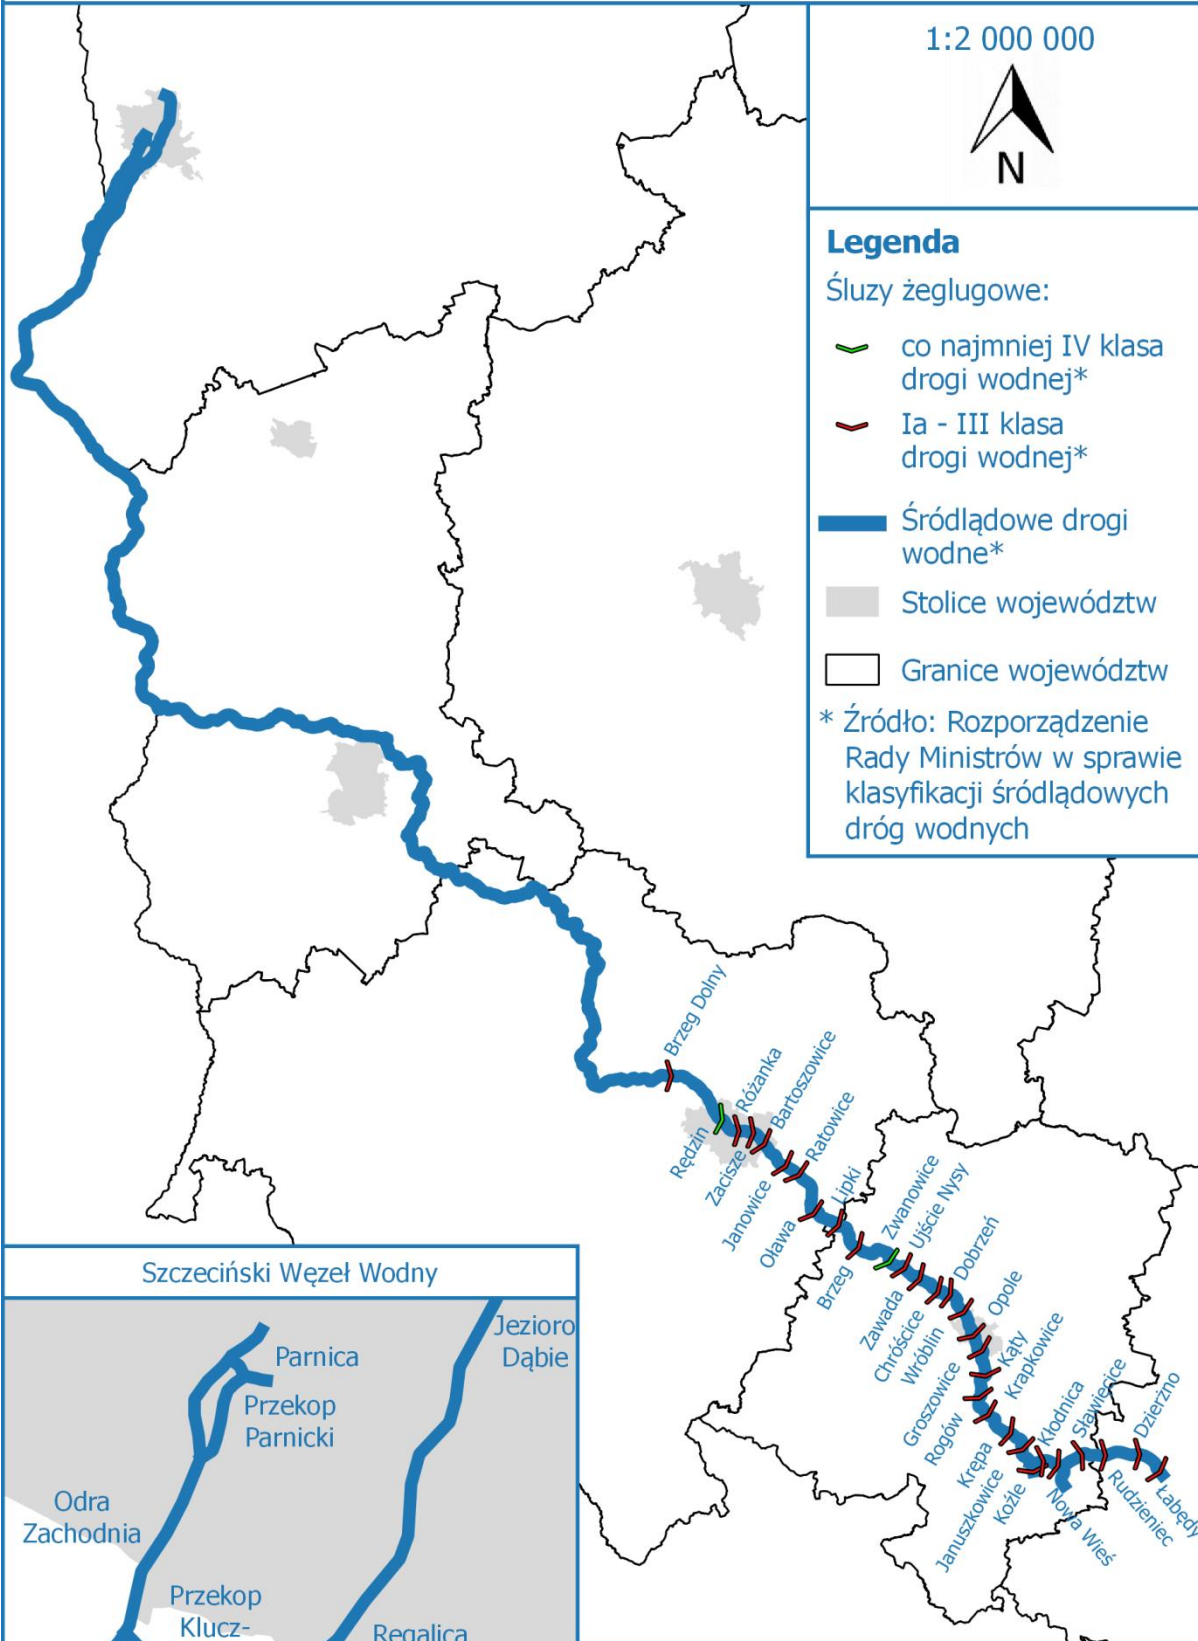 1:2 000 000
N
Legenda
Śluzy żeglugowe:
co najmniej IV klasa
drogi wodnej*
Ia - III klasa
drogi wodnej*
Śródlądowe drogi
wodne*
Stolice województw
Granice województw
* Źródło: Rozporządzenie
Rady Ministrów w sprawie
klasyfikacji śródlądowych
dróg wodnych
Brzeg Dolny
Rędzin
Różanka
Zacisze
Bartoszowice
Janowice
Ratowice
Oława
Lipki
Brzeg
Zwanowice
Ujście Nysy
Zawada
Chróścice
Dobrzeń
Wróblin
Opole
Groszowice
Kąty
Krapkowice
Rogów
Krępa
Kłodnica
Januszkowice
Koźle
Sławięcice
Nowa Wieś
Dzierżno
Rudzieniec
Łabędy
Szczeciński Węzeł Wodny
Jezioro
Dąbie
Parnica
Przekop
Parnicki
Odra
Zachodnia
Przekop
Klucz-
Regalica